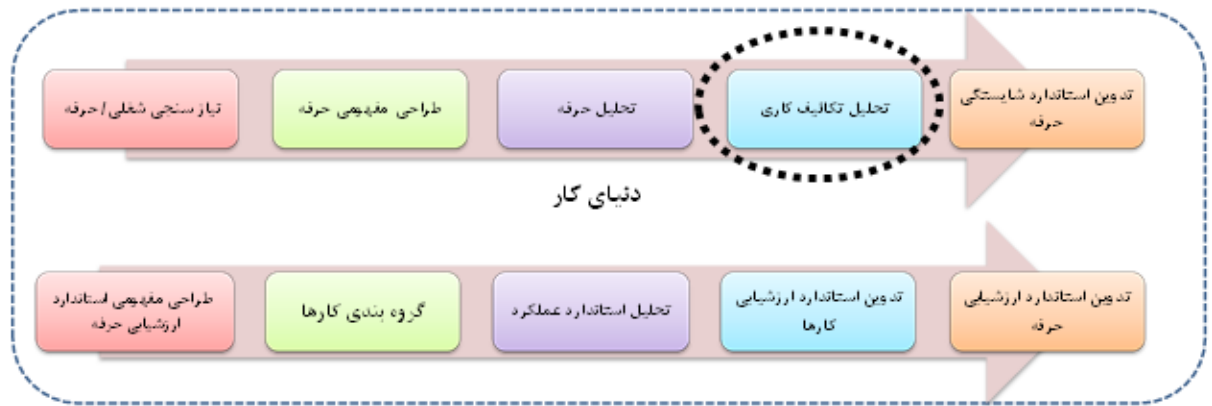 نیاز سنجی شغلی/حرفه
طراحی مفهومی حرفه
تحلیل حرفه
تحلیل تکالیف کاری
تدوین استاندارد شایستگی
حرفه
دنیای کار
طراحی مفهومی استاندارد
ارزشیابی حرفه
گروه بندی کارها
تحلیل استاندارد عملکرد
تدوین استاندارد ارزشیابی
کارها
تدوین استاندارد ارزشیابی
حرفه